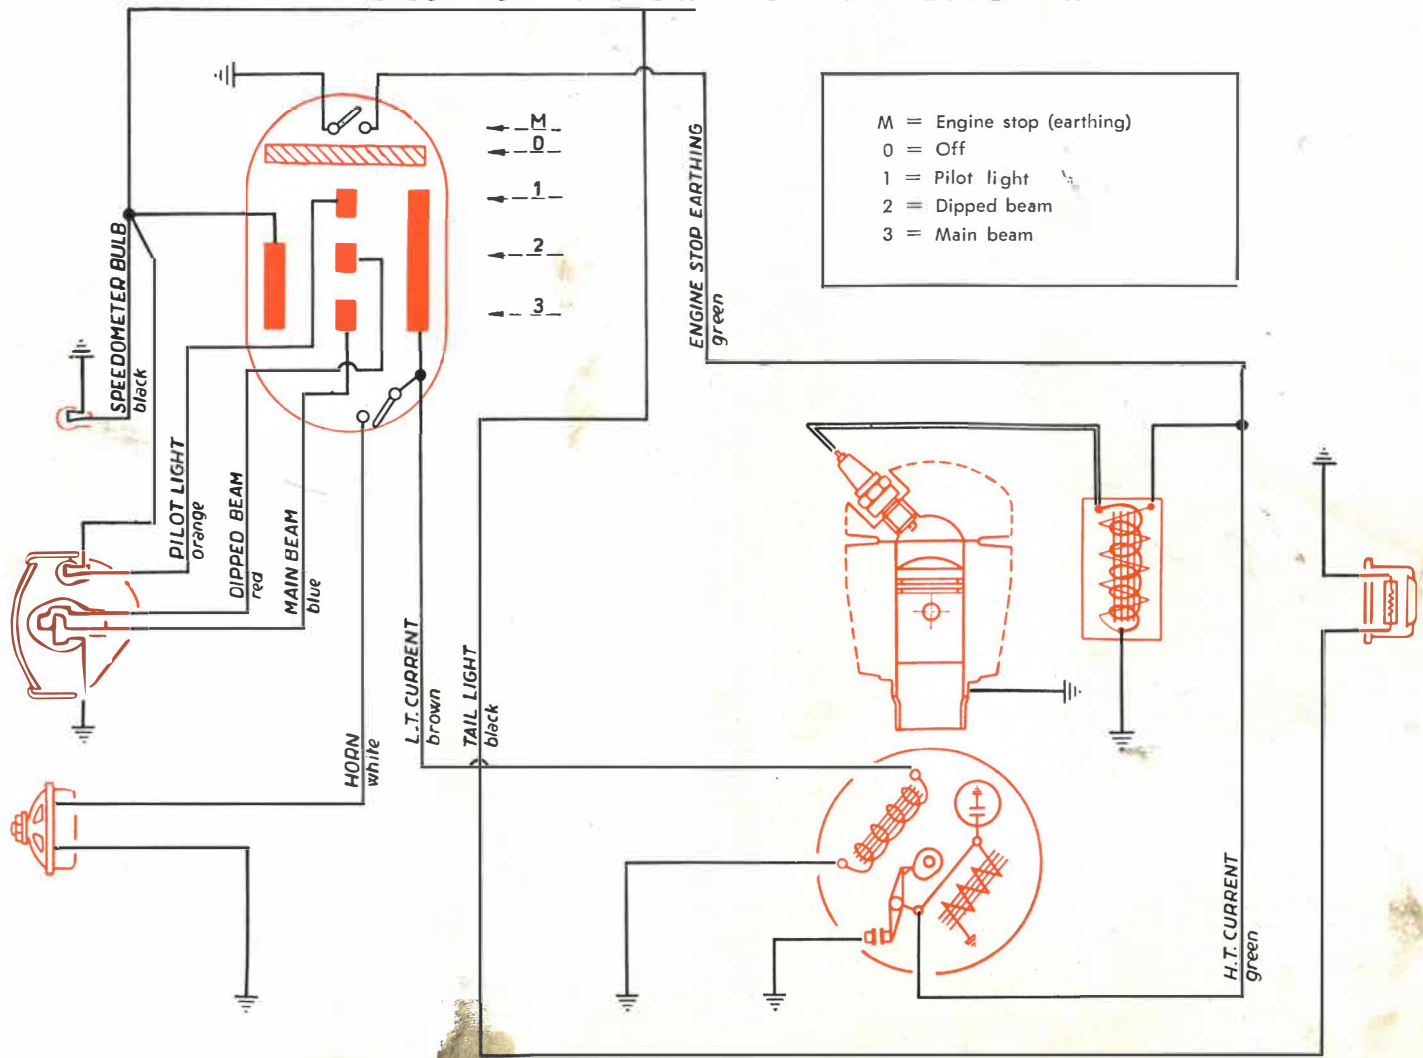 M
0
1
2
3
M = Engine stop (earthing)
0 = Off
1 = Pilot light
2 = Dipped beam
3 = Main beam
ENGINE STOP EARTHING
green
SPEEDOMETER BULB
black
PILOT LIGHT
orange
DIPPED BEAM
red
MAIN BEAM
blue
HORN
white
L.T. CURRENT
brown
TAIL LIGHT
black
H.T. CURRENT
green